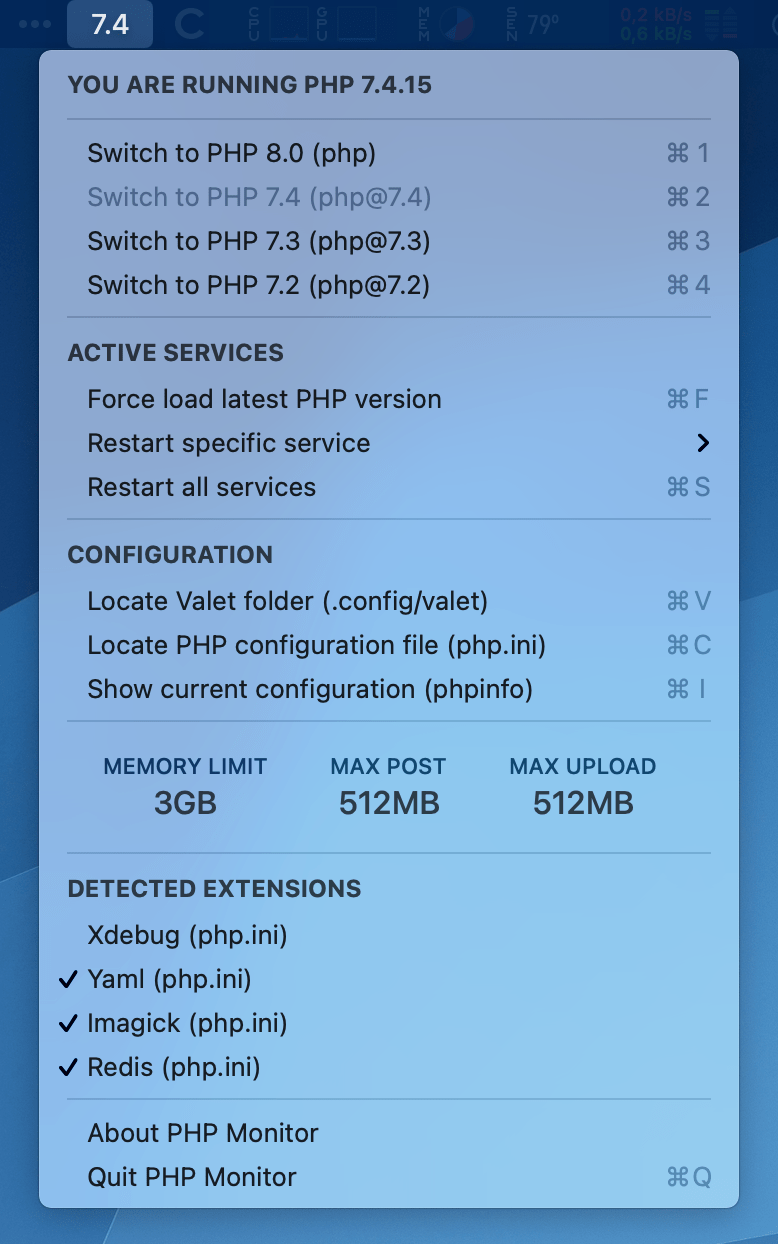 7.4 C CPU GPU MEM SEN 79° 0,2 kB/s
0,6 kB/s
YOU ARE RUNNING PHP 7.4.15
Switch to PHP 8.0 (php) ⌘ 1
Switch to PHP 7.4 (php@7.4) ⌘ 2
Switch to PHP 7.3 (php@7.3) ⌘ 3
Switch to PHP 7.2 (php@7.2) ⌘ 4
ACTIVE SERVICES
Force load latest PHP version ⌘ F
Restart specific service
Restart all services ⌘ S
CONFIGURATION
Locate Valet folder (.config/valet) ⌘ V
Locate PHP configuration file (php.ini) ⌘ C
Show current configuration (phpinfo) ⌘ I
MEMORY LIMIT MAX POST MAX UPLOAD
3GB 512MB 512MB
DETECTED EXTENSIONS
Xdebug (php.ini)
✓ Yaml (php.ini)
✓ Imagick (php.ini)
✓ Redis (php.ini)
About PHP Monitor
Quit PHP Monitor ⌘ Q